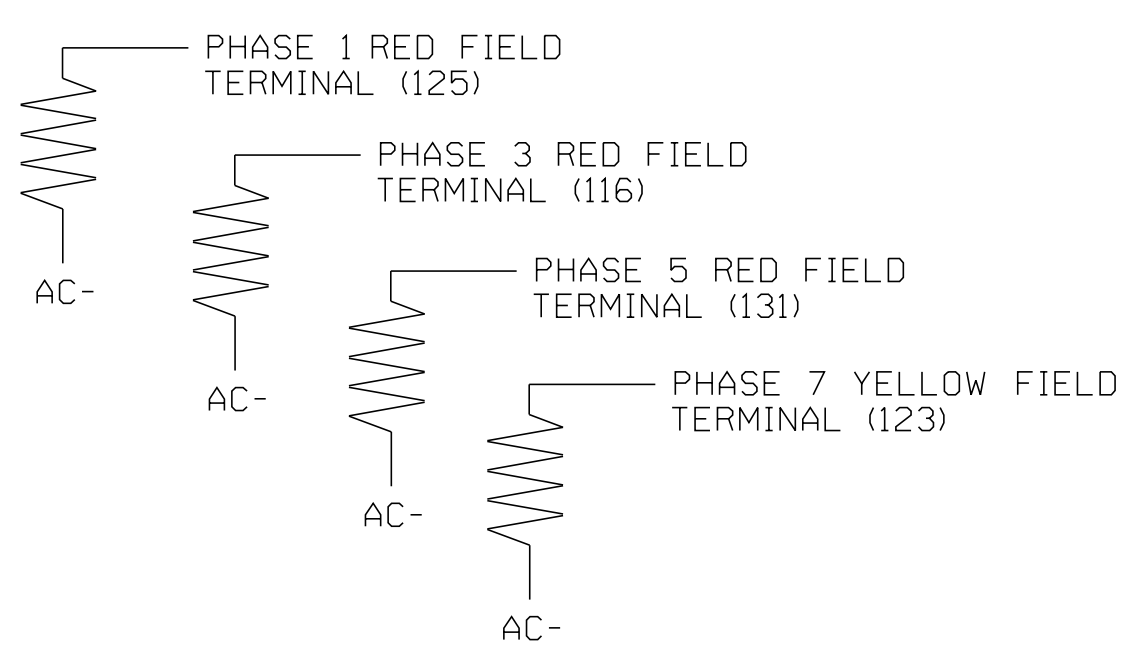 PHASE 1 RED FIELD
TERMINAL (125)
PHASE 3 RED FIELD
TERMINAL (116)
AC-
PHASE 5 RED FIELD
TERMINAL (131)
AC-
PHASE 7 YELLOW FIELD
TERMINAL (123)
AC-
AC-